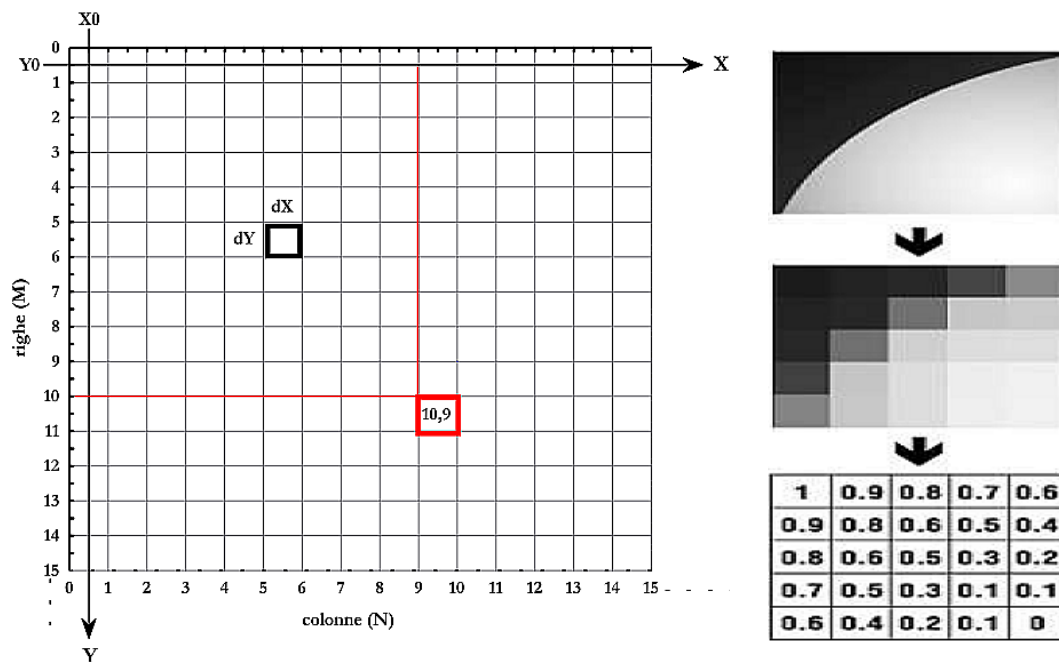 X0
Y0
X
0
1
2
3
4
5
6
7
8
9
10
11
12
13
14
15
righe (M)
dX
dY
10,9
0 1 2 3 4 5 6 7 8 9 10 11 12 13 14 15
colonne (N)
Y
1 0.9 0.8 0.7 0.6
0.9 0.8 0.6 0.5 0.4
0.8 0.6 0.5 0.3 0.2
0.7 0.5 0.3 0.1 0.1
0.6 0.4 0.2 0.1 0